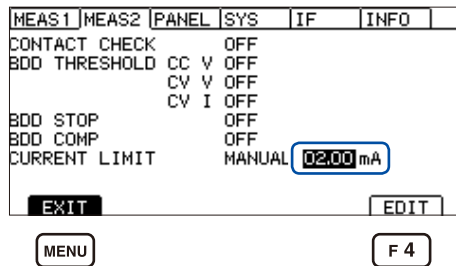 MEAS1 MEAS2 PANEL SYS IF INFO
CONTACT CHECK OFF
BDD THRESHOLD CC V OFF
CV V OFF
CV I OFF
BDD STOP OFF
BDD COMP OFF
CURRENT LIMIT MANUAL 02.00 mA
EXIT EDIT
MENU F 4